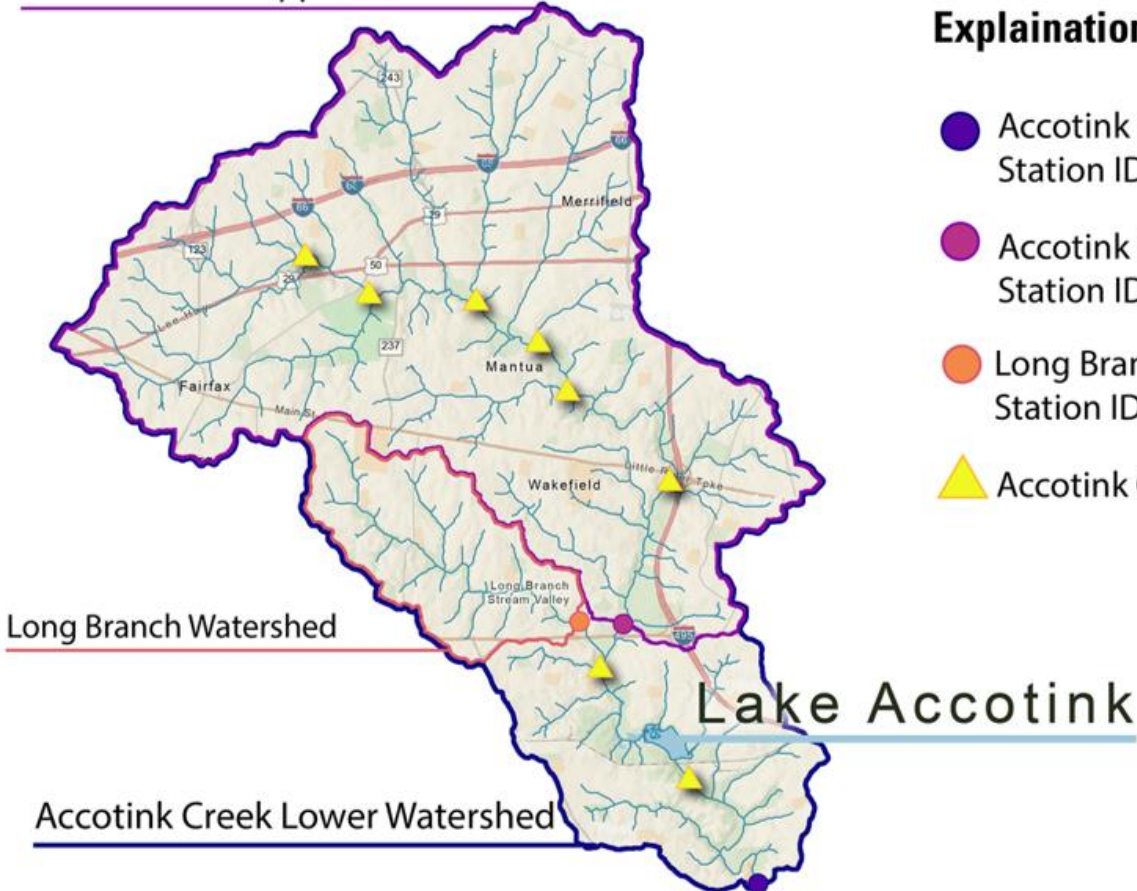 Explaination
Accotink
Station ID
Accotink
Station ID
Long Bran
Station ID
Accotink
243
66
66
66
66
Merrifield
29
123
50
29
Lee Hwy
237
Mantua
Fairfax
Main St
Little River Tpke
Wakefield
Long Branch
Stream Valley
Long Branch Watershed
495
Lake Accotink
Accotink Creek Lower Watershed